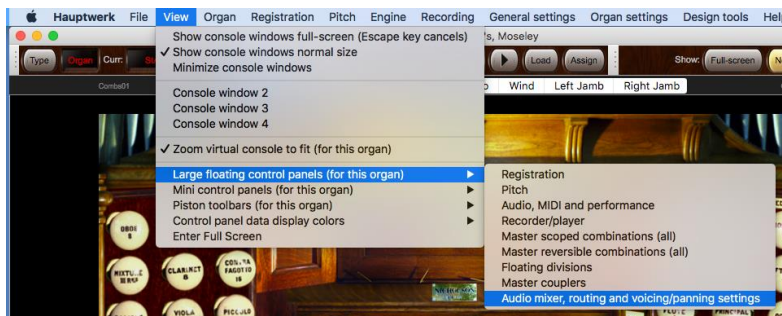 Hauptwerk File View Organ Registration Pitch Engine Recording General settings Organ settings Design tools Help
Show console windows full-screen (Escape key cancels)
's, Moseley
✓ Show console windows normal size
Minimize console windows
Type Organ Curr:
Load Assign Show: Full-screen
Combs01
Wind Left Jamb Right Jamb
Console window 2
Console window 3
Console window 4
✓ Zoom virtual console to fit (for this organ)
Large floating control panels (for this organ)
Mini control panels (for this organ)
Piston toolbars (for this organ)
Control panel data display colors
Enter Full Screen
Registration
Pitch
Audio, MIDI and performance
Recorder/player
Master scoped combinations (all)
Master reversible combinations (all)
Floating divisions
Master couplers
Audio mixer, routing and voicing/panning settings
OBOE
8
CLARINET
8
FAGOTTO
16
VIOLA
PICCOLO
FLUTE
PRINCIPAL